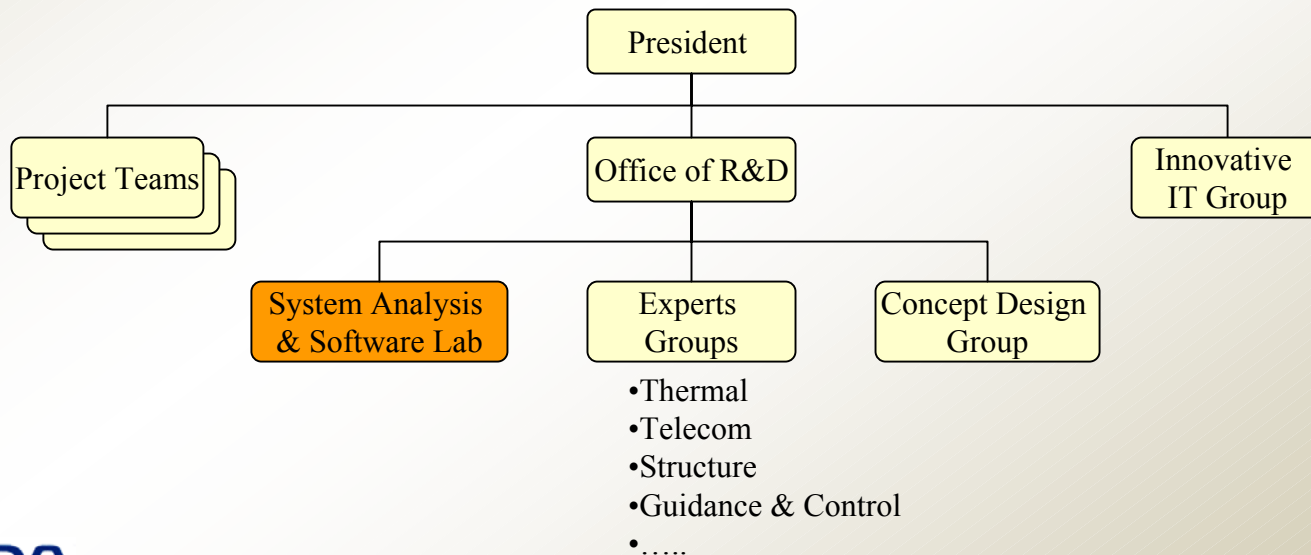 President
Project Teams
Office of R&D
Innovative
IT Group
System Analysis
& Software Lab
Experts
Groups
Concept Design
Group
•Thermal
•Telecom
•Structure
•Guidance & Control
•…..